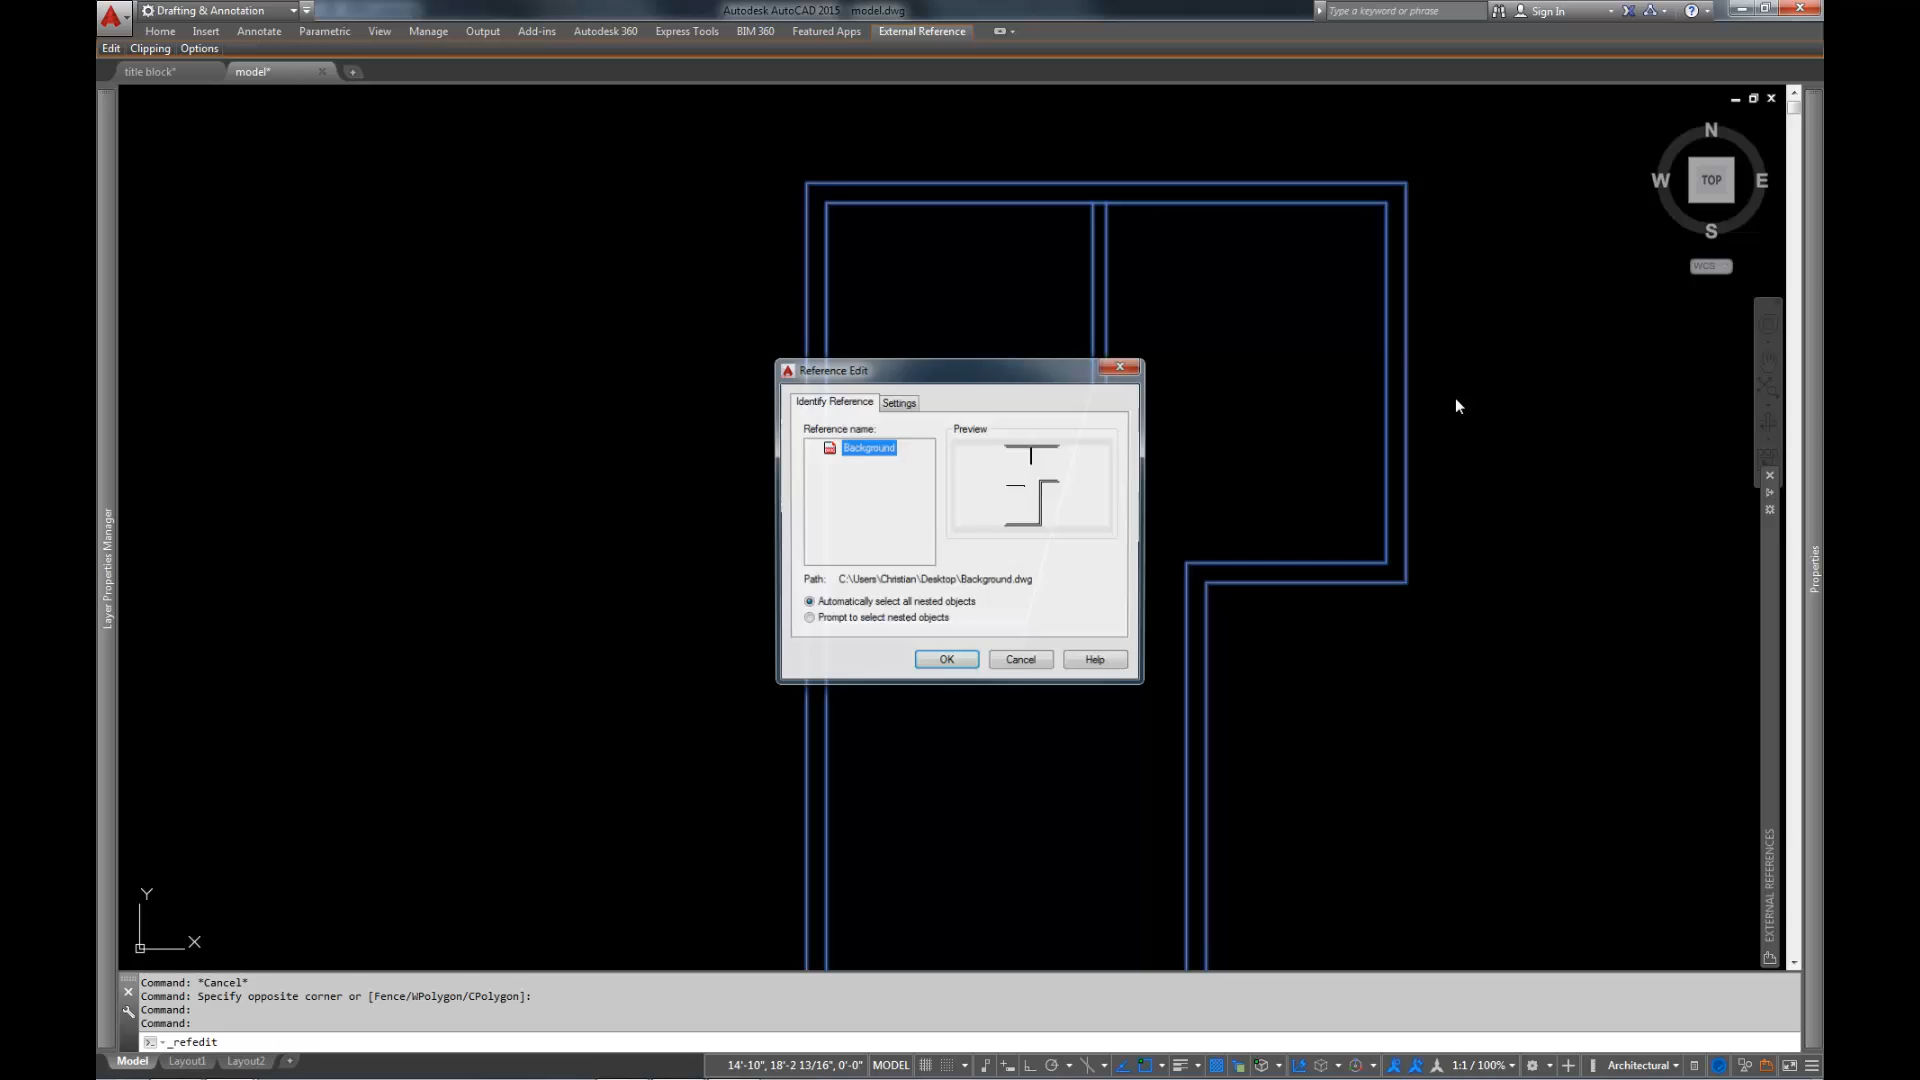 Drafting & Annotation
Autodesk AutoCAD 2015 model.dwg
Type a keyword or phrase
Sign In
Home Insert Annotate Parametric View Manage Output Add-ins Autodesk 360 Express Tools BIM 360 Featured Apps External Reference
Edit Clipping Options
title block* model*
N
W TOP E
S
WCS
Reference Edit
Identify Reference Settings
Reference name: Preview
Background
Path: C:\Users\Christian\Desktop\Background.dwg
Automatically select all nested objects
Prompt to select nested objects
OK Cancel Help
Layer Properties Manager
Properties
EXTERNAL REFERENCES
Y
X
Command: *Cancel*
Command: Specify opposite corner or [Fence/WPolygon/CPolygon]:
Command:
Command:
_refedit
Model Layout1 Layout2
14'-10", 18'-2 13/16", 0'-0" MODEL 1:1 / 100% Architectural